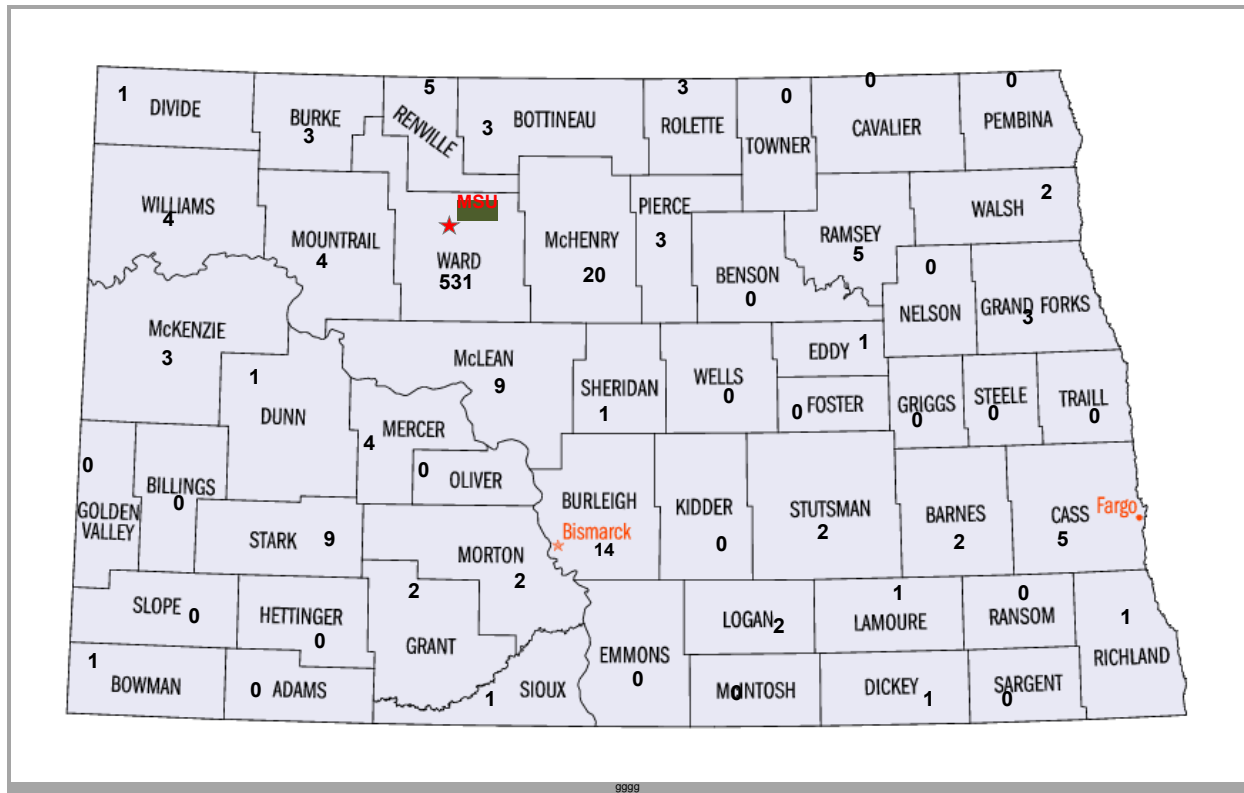 1 DIVIDE
BURKE
3
5
RENVILLE
3 BOTTINEAU
3
ROLETTE
0
TOWNER
0
CAVALIER
0
PEMBINA
WILLIAMS
4
MOUNTRAIL
4
MSU
WARD
531
McHENRY
20
PIERCE
3
BENSON
0
RAMSEY
5
2
WALSH
0
NELSON
GRAND FORKS
3
McKENZIE
3
1
DUNN
McLEAN
9
SHERIDAN
1
WELLS
0
EDDY 1
0 FOSTER
GRIGGS
0
STEELE
0
TRAILL
0
4 MERCER
0 OLIVER
0
GOLDEN
VALLEY
BILLINGS
0
STARK 9
MORTON
2
BURLEIGH
Bismarck
14
KIDDER
0
STUTSMAN
2
BARNES
2
CASS Fargo
5
SLOPE 0
HETTINGER
0
2
GRANT
EMMONS
0
LOGAN 2
1
LAMOURE
0
RANSOM
1
RICHLAND
1
BOWMAN
0 ADAMS
1 SIOUX
McINTOSH
0
DICKEY
1
SARGENT
0
gggg